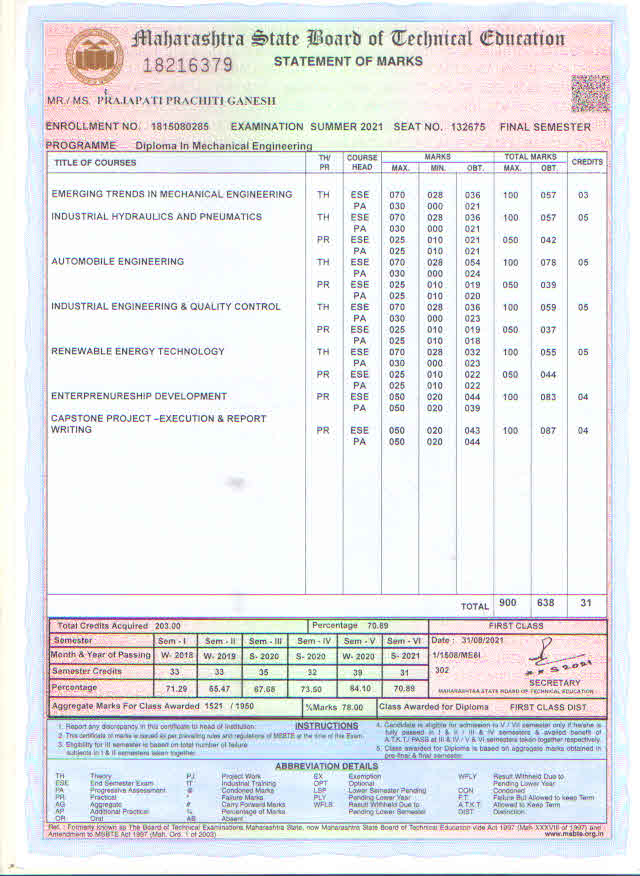 Maharashtra State Board of Technical Education
18216379
STATEMENT OF MARKS
MR./ MS. PRAJAPATI PRACHITI GANESH
ENROLLMENT NO. 1815080285 EXAMINATION SUMMER 2021 SEAT NO. 132675 FINAL SEMESTER
PROGRAMME Diploma In Mechanical Engineering
TITLE OF COURSES TH/ PR COURSE HEAD MARKS TOTAL MARKS CREDITS
MAX. MIN. OBT. MAX. OBT.
EMERGING TRENDS IN MECHANICAL ENGINEERING TH ESE 070 028 036 100 057 03
PA 030 000 021
INDUSTRIAL HYDRAULICS AND PNEUMATICS TH ESE 070 028 036 100 057 05
PA 030 000 021
PR ESE 025 010 021 050 042
PA 025 010 021
AUTOMOBILE ENGINEERING TH ESE 070 028 054 100 078 05
PA 030 000 024
PR ESE 025 010 019 050 039
PA 025 010 020
INDUSTRIAL ENGINEERING & QUALITY CONTROL TH ESE 070 028 036 100 059 05
PA 030 000 023
PR ESE 025 010 019 050 037
PA 025 010 018
RENEWABLE ENERGY TECHNOLOGY TH ESE 070 028 032 100 055 05
PA 030 000 023
PR ESE 025 010 022 050 044
PA 025 010 022
ENTERPRENURESHIP DEVELOPMENT TH ESE 050 020 044 100 083 04
PA 050 020 039
CAPSTONE PROJECT –EXECUTION & REPORT
WRITING PR ESE 050 020 043 100 087 04
PA 050 020 044
TOTAL 900 638 31
Total Credits Acquired 203.00 Percentage 70.89 FIRST CLASS
Semester Sem - I Sem - II Sem - III Sem - IV Sem - V Sem - VI Date : 31/08/2021
Month & Year of Passing W- 2018 W- 2019 S- 2020 S- 2020 W- 2020 S- 2021 1/1508/ME6I
Semester Credits 33 33 35 32 39 31 302
Percentage 71.29 65.47 67.68 73.50 84.10 70.89
SECRETARY
MAHARASHTRA STATE BOARD OF TECHNICAL EDUCATION
Aggregate Marks For Class Awarded 1521 / 1950 %Marks 78.00 Class Awarded for Diploma FIRST CLASS DIST.
INSTRUCTIONS
1. Report any discrepancy in this certificate to head of Institution.
2. This certificate of marks is issued as per prevailing rules and regulations of MSBTE at the time of this Exam.
3. Eligibility for III semester is based on total number of failure
subjects in I & II semesters taken together.
4. Candidate is eligible for admission to V / VI semester only if he/she is
fully passed in I & II / III & IV semesters & availed benefit of
A.T.K.T./ PASS at III & IV / V & VI semesters taken together respectively.
5. Class awarded for Diploma is based on aggregate marks obtained in
pre-final & final semester.
ABBREVIATION DETAILS
TH Theory PJ Project Work EX Exemption WFLY Result Withheld Due to
ESE End Semester Exam IT Industrial Training OPT Optional Pending Lower Year
PA Progressive Assessment @ Condoned Marks LSP Lower Semester Pending CON Condoned
PR Practical * Failure Marks PLY Pending Lower Year F.T. Failure But Allowed to keep Term
AG Aggregate # Carry Forward Marks WFLS Result Withheld Due to A.T.K.T. Allowed to Keep Term
AP Additional Practical % Percentage of Marks Pending Lower Semester DIST. Distinction
OR Oral AB Absent
Ref. : Formerly known as The Board of Technical Examinations Maharashtra State, now Maharashtra State Board of Technical Education vide Act 1997 (Mah XXXVIII of 1997) and
Amendment to MSBTE Act 1997 (Mah. Ord. 1 of 2003) www.msbte.org.in